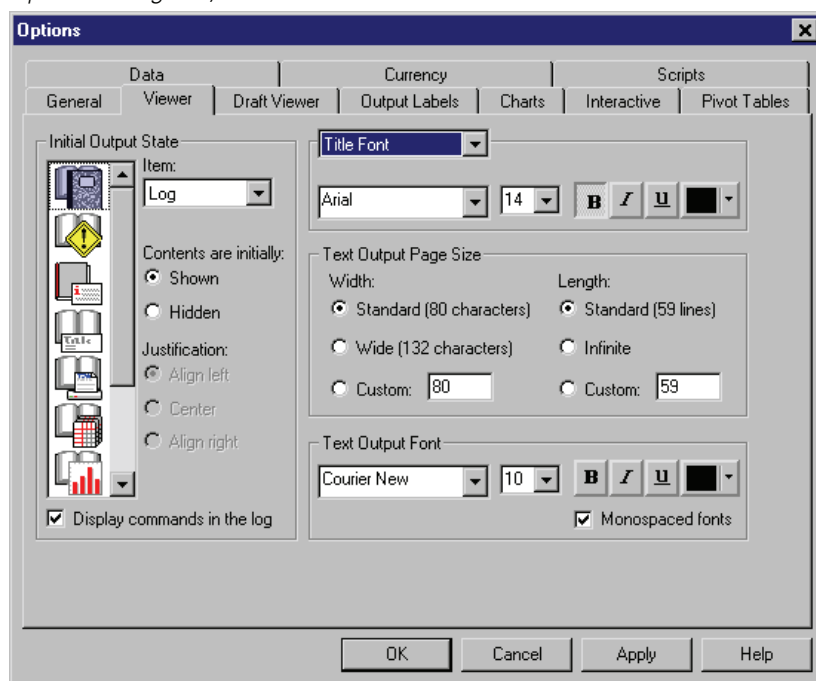 Options
Data Currency Scripts
General Viewer Draft Viewer Output Labels Charts Interactive Pivot Tables
Initial Output State
Item:
Log
Contents are initially:
Shown
Hidden
Justification:
Align left
Center
Align right
Display commands in the log
Title Font
Arial 14 B I U
Text Output Page Size
Width: Length:
Standard (80 characters) Standard (59 lines)
Wide (132 characters) Infinite
Custom: 80 Custom: 59
Text Output Font
Courier New 10 B I U
Monospaced fonts
OK Cancel Apply Help